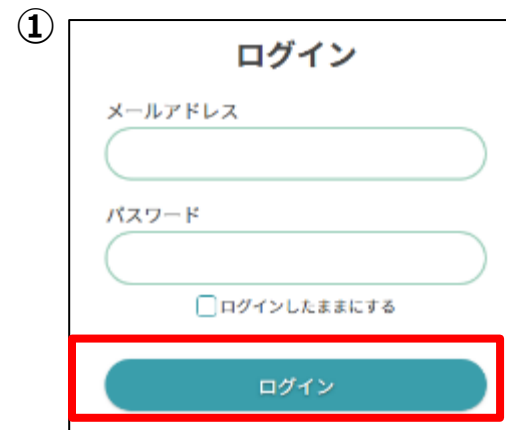 ①
ログイン
メールアドレス
パスワード
ログインしたままにする
ログイン